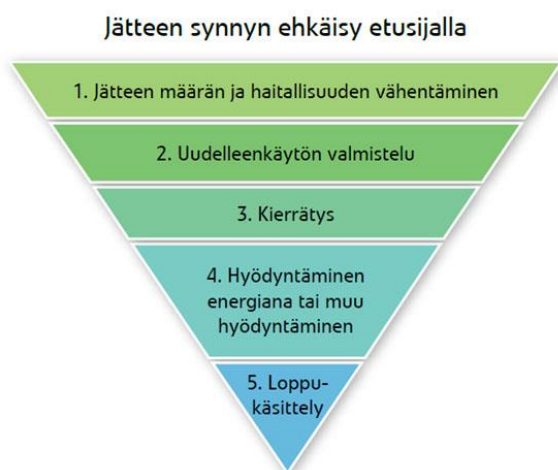 Jätteen synnyn ehkäisy etusijalla
1. Jätteen määrän ja haitallisuuden vähentäminen
2. Uudelleenkäytön valmistelu
3. Kierrätys
4. Hyödyntäminen
energiana tai muu
hyödyntäminen
5. Loppu-
käsittely